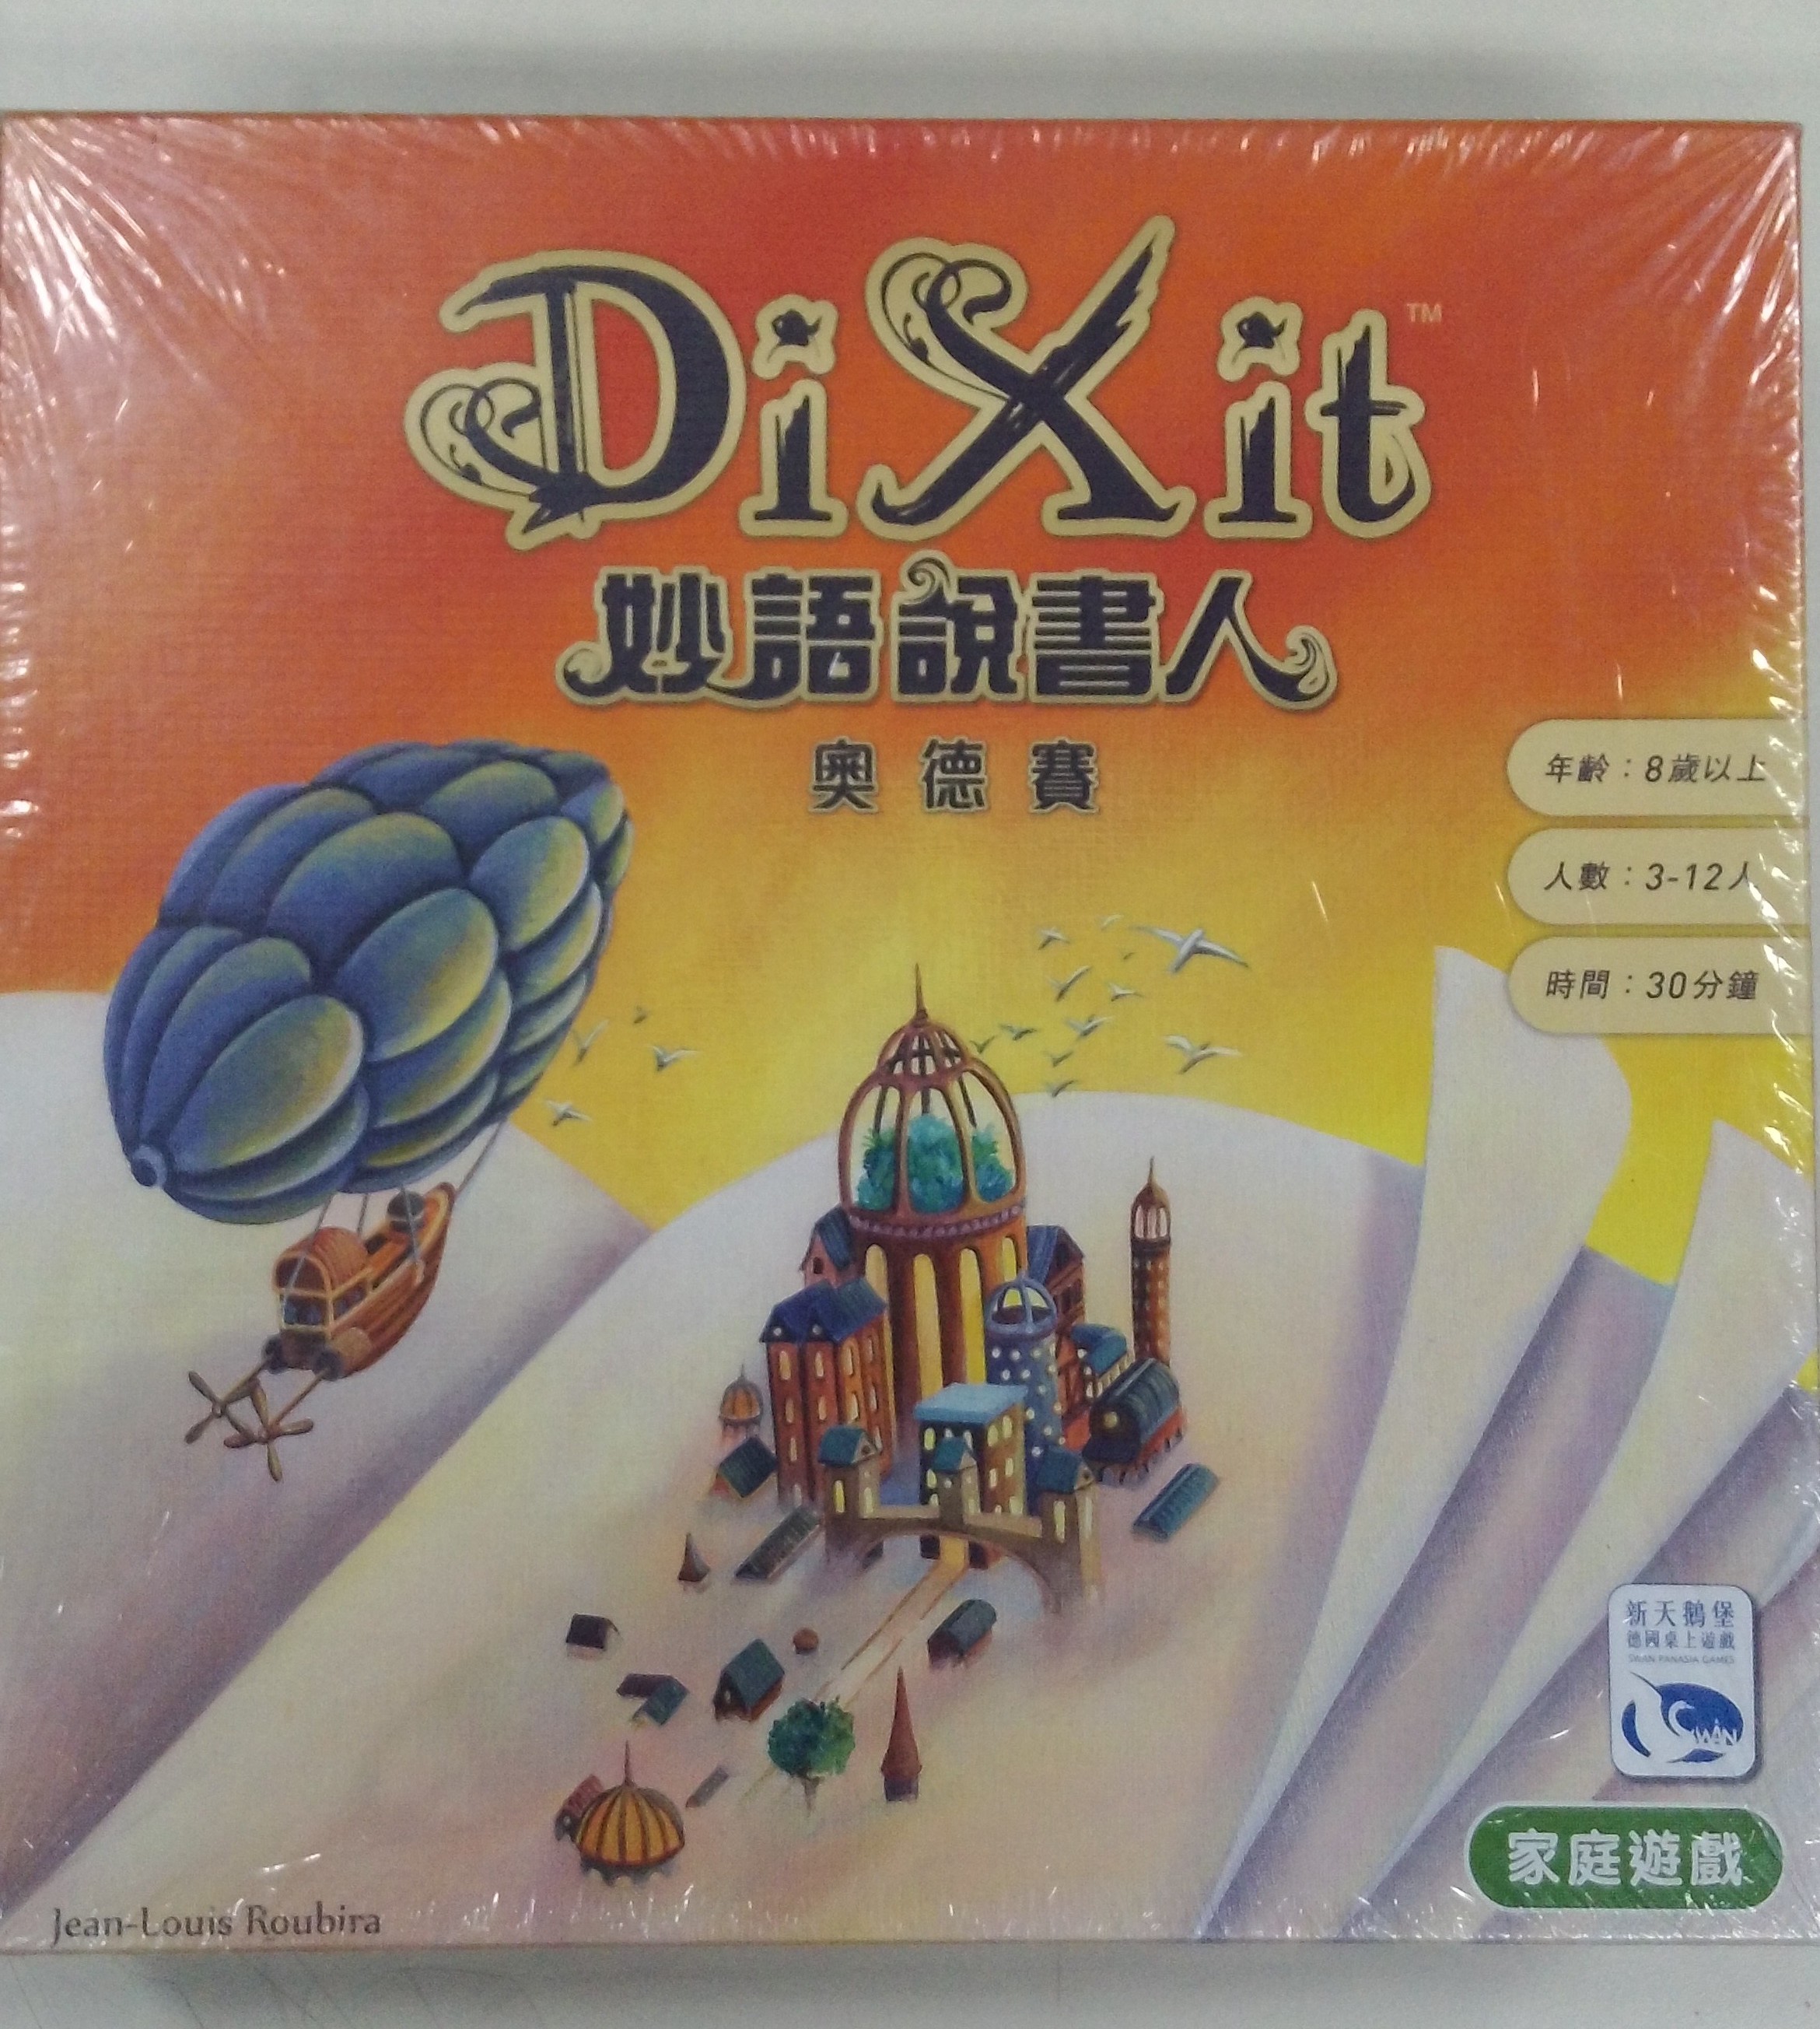 DiXit™
妙語說書人
奧德賽
年齡：8歲以上
人數：3-12人
時間：30分鐘
新天鵝堡
德國桌上遊戲
SWAN PANASIA GAMES
SWAN
家庭遊戲
Jean-Louis Roubira